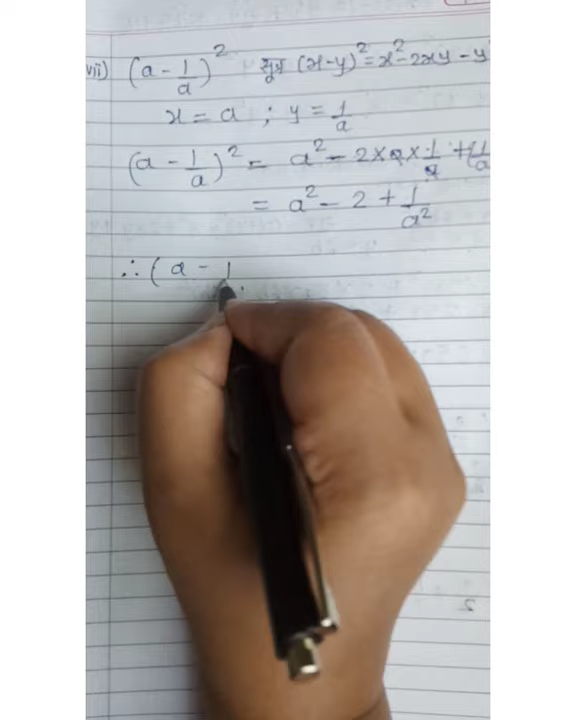 vii) (a - 1/a)² सूत्र (x-y)² = x² - 2xy - y
x = a ; y = 1/a
(a - 1/a)² = a² - 2 × a × 1/a + (1/a
= a² - 2 + 1/a²
∴ (a - 1